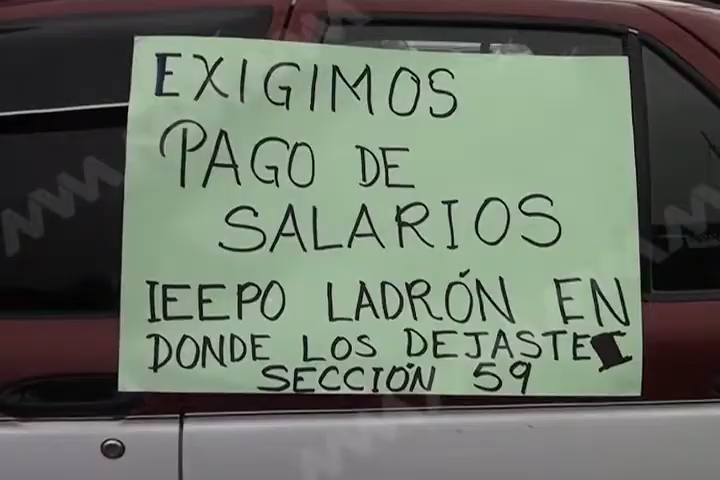 EXIGIMOS
PAGO DE
SALARIOS
IEEPO LADRÓN EN
DONDE LOS DEJASTE
SECCIÓN 59